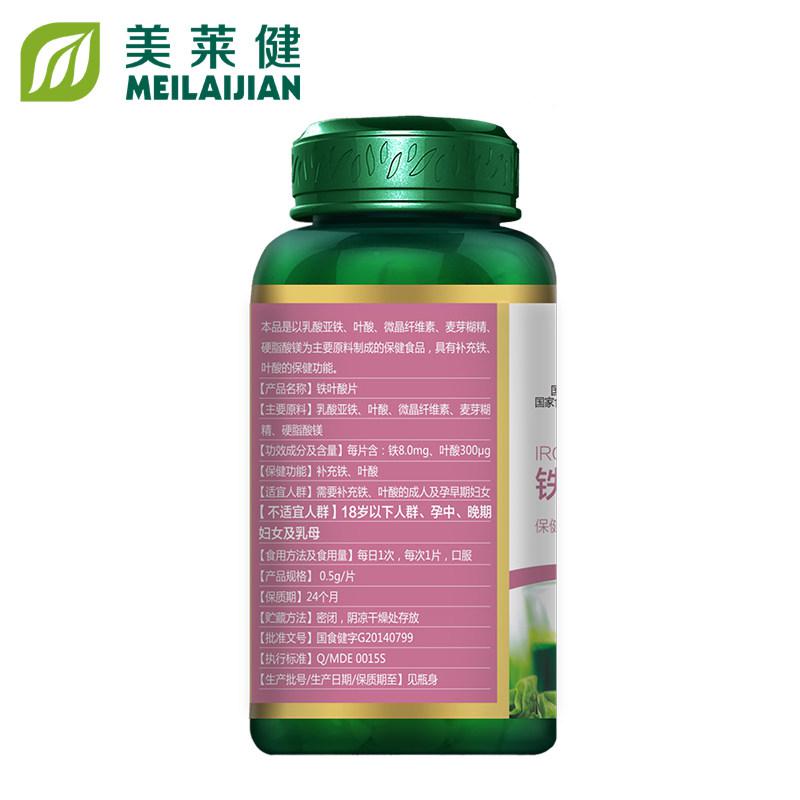 美莱健
MEILAIJIAN
本品是以乳酸亚铁、叶酸、微晶纤维素、麦芽糊精、
硬脂酸镁为主要原料制成的保健食品，具有补充铁、
叶酸的保健功能。
【产品名称】铁叶酸片
【主要原料】乳酸亚铁、叶酸、微晶纤维素、麦芽糊
精、硬脂酸镁
【功效成分及含量】每片含：铁8.0mg、叶酸300μg
【保健功能】补充铁、叶酸
【适宜人群】需要补充铁、叶酸的成人及孕早期妇女
【不适宜人群】18岁以下人群、孕中、晚期
妇女及乳母
【食用方法及食用量】每日1次，每次1片，口服
【产品规格】0.5g/片
【保质期】24个月
【贮藏方法】密闭，阴凉干燥处存放
【批准文号】国食健字G20140799
【执行标准】Q/MDE 0015S
【生产批号/生产日期/保质期至】见瓶身
国
国家
IRO
铁
保健